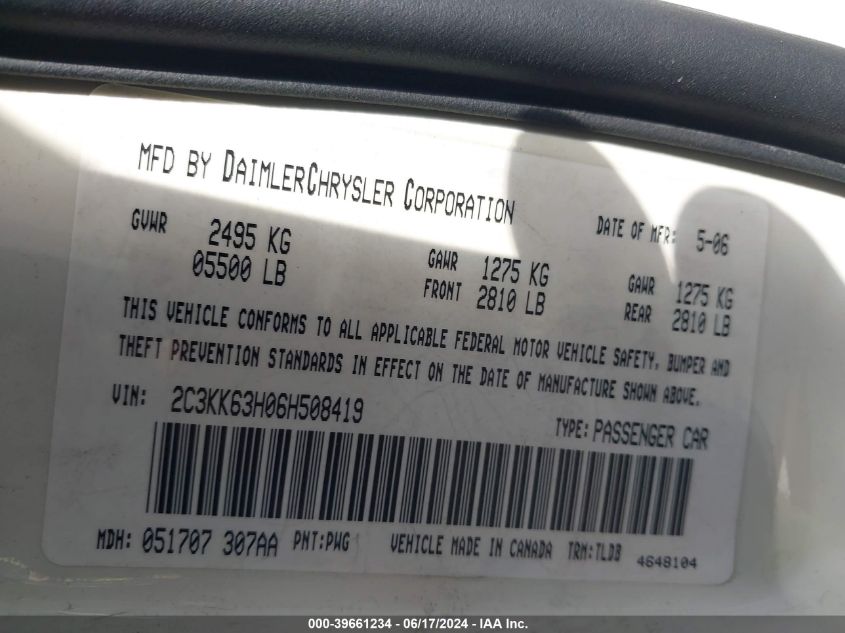 MFD BY DAIMLERCHRYSLER CORPORATION
DATE OF MFR: 5-06
GVWR 2495 KG
05500 LB
GAWR FRONT 1275 KG
2810 LB
GAWR REAR 1275 KG
2810 LB
THIS VEHICLE CONFORMS TO ALL APPLICABLE FEDERAL MOTOR VEHICLE SAFETY, BUMPER AND
THEFT PREVENTION STANDARDS IN EFFECT ON THE DATE OF MANUFACTURE SHOWN ABOVE.
VIN: 2C3KK63H06H508419
TYPE: PASSENGER CAR
MDH: 051707 307AA PNT:PWG VEHICLE MADE IN CANADA TRM:TLDB
4648104
000-39661234 / 06/17/2024 - IAA Inc.